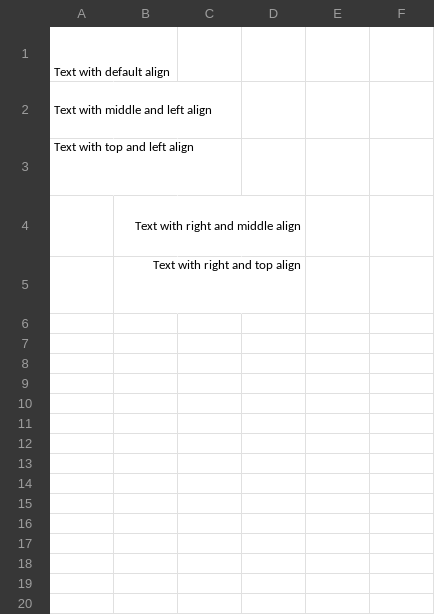 A B C D E F
1 Text with default align
2 Text with middle and left align
3 Text with top and left align
4 Text with right and middle align
5 Text with right and top align
6
7
8
9
10
11
12
13
14
15
16
17
18
19
20